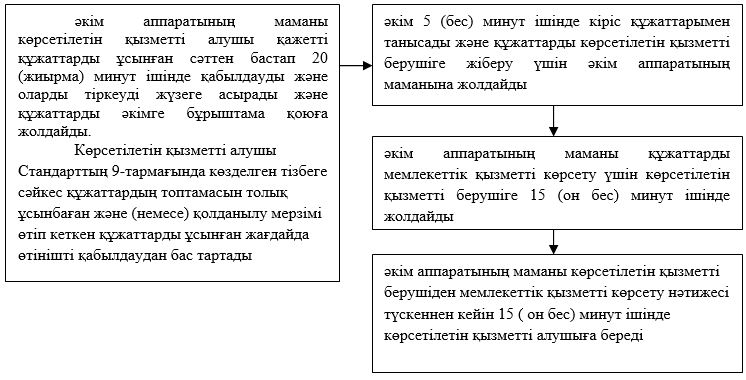 әкім аппаратының маманы
көрсетілетін қызметті алушы қажетті
құжаттарды ұсынған сәттен бастап 20
(жиырма) минут ішінде қабылдауды және
оларды тіркеуді жүзеге асырады және
құжаттарды әкімге бұрыштама қоюға
жолдайды.
Көрсетілетін қызметті алушы
Стандарттың 9-тармағында көзделген тізбеге
сәйкес құжаттардың топтамасын толық
ұсынбаған және (немесе) қолданылу мерзімі
өтіп кеткен құжаттарды ұсынған жағдайда
өтінішті қабылдаудан бас тартады
әкім 5 (бес) минут ішінде кіріс құжаттарымен
танысады және құжаттарды көрсетілетін қызметті
берушіге жіберу үшін әкім аппаратының
маманына жолдайды
әкім аппаратының маманы құжаттарды
мемлекеттік қызметті көрсету үшін көрсетілетін
қызметті берушіге 15 (он бес) минут ішінде
жолдайды
әкім аппаратының маманы көрсетілетін қызметті
берушіден мемлекеттік қызметті көрсету нәтижесі
түскеннен кейін 15 ( он бес) минут ішінде
көрсетілетін қызметті алушыға береді